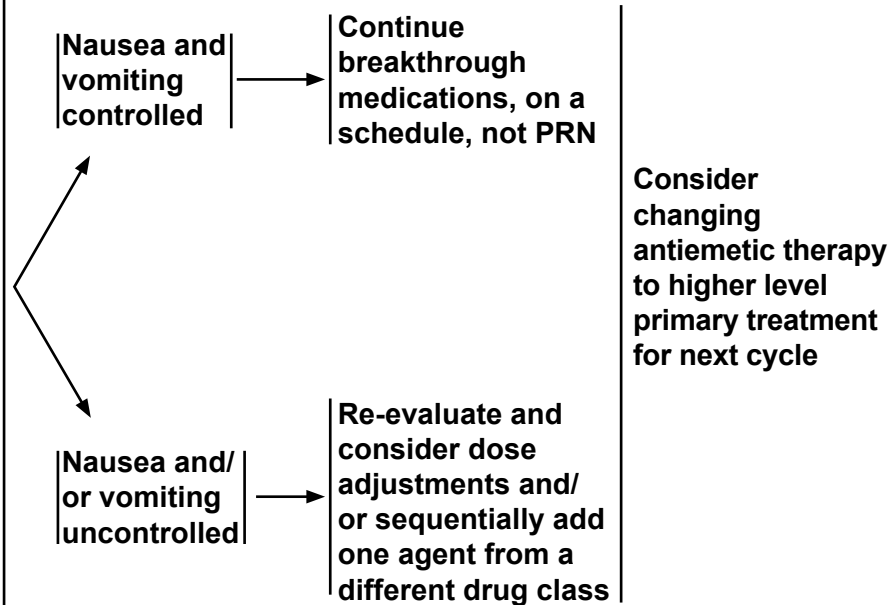 Nausea and
vomiting
controlled
Continue
breakthrough
medications, on a
schedule, not PRN
Nausea and/
or vomiting
uncontrolled
Re-evaluate and
consider dose
adjustments and/
or sequentially add
one agent from a
different drug class
Consider
changing
antiemetic therapy
to higher level
primary treatment
for next cycle